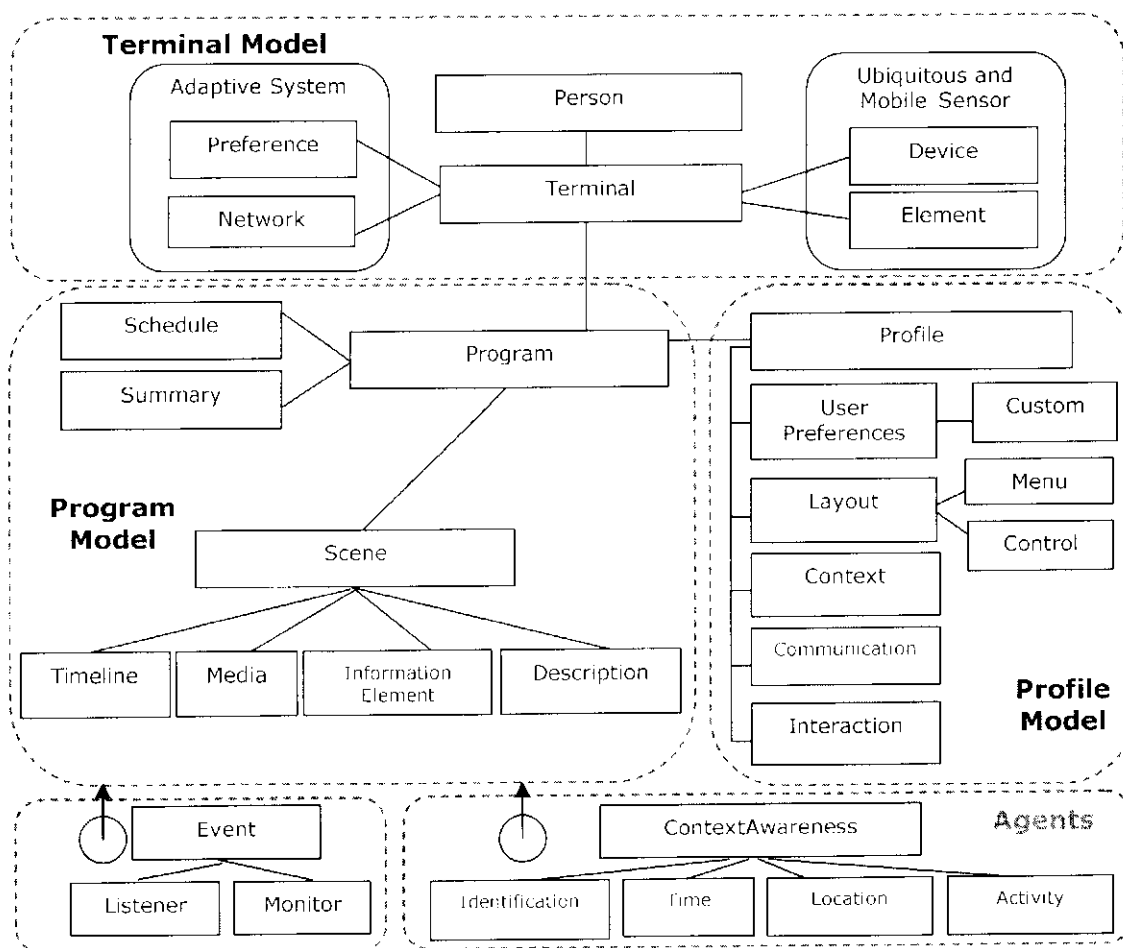 Terminal Model
Adaptive System
Preference
Network
Person
Terminal
Ubiquitous and
Mobile Sensor
Device
Element
Schedule
Summary
Program
Program
Model
Scene
Timeline
Media
Information
Element
Description
Profile
User
Preferences
Custom
Layout
Menu
Control
Context
Communication
Interaction
Profile
Model
Event
Listener
Monitor
ContextAwareness
Agents
Identification
Time
Location
Activity